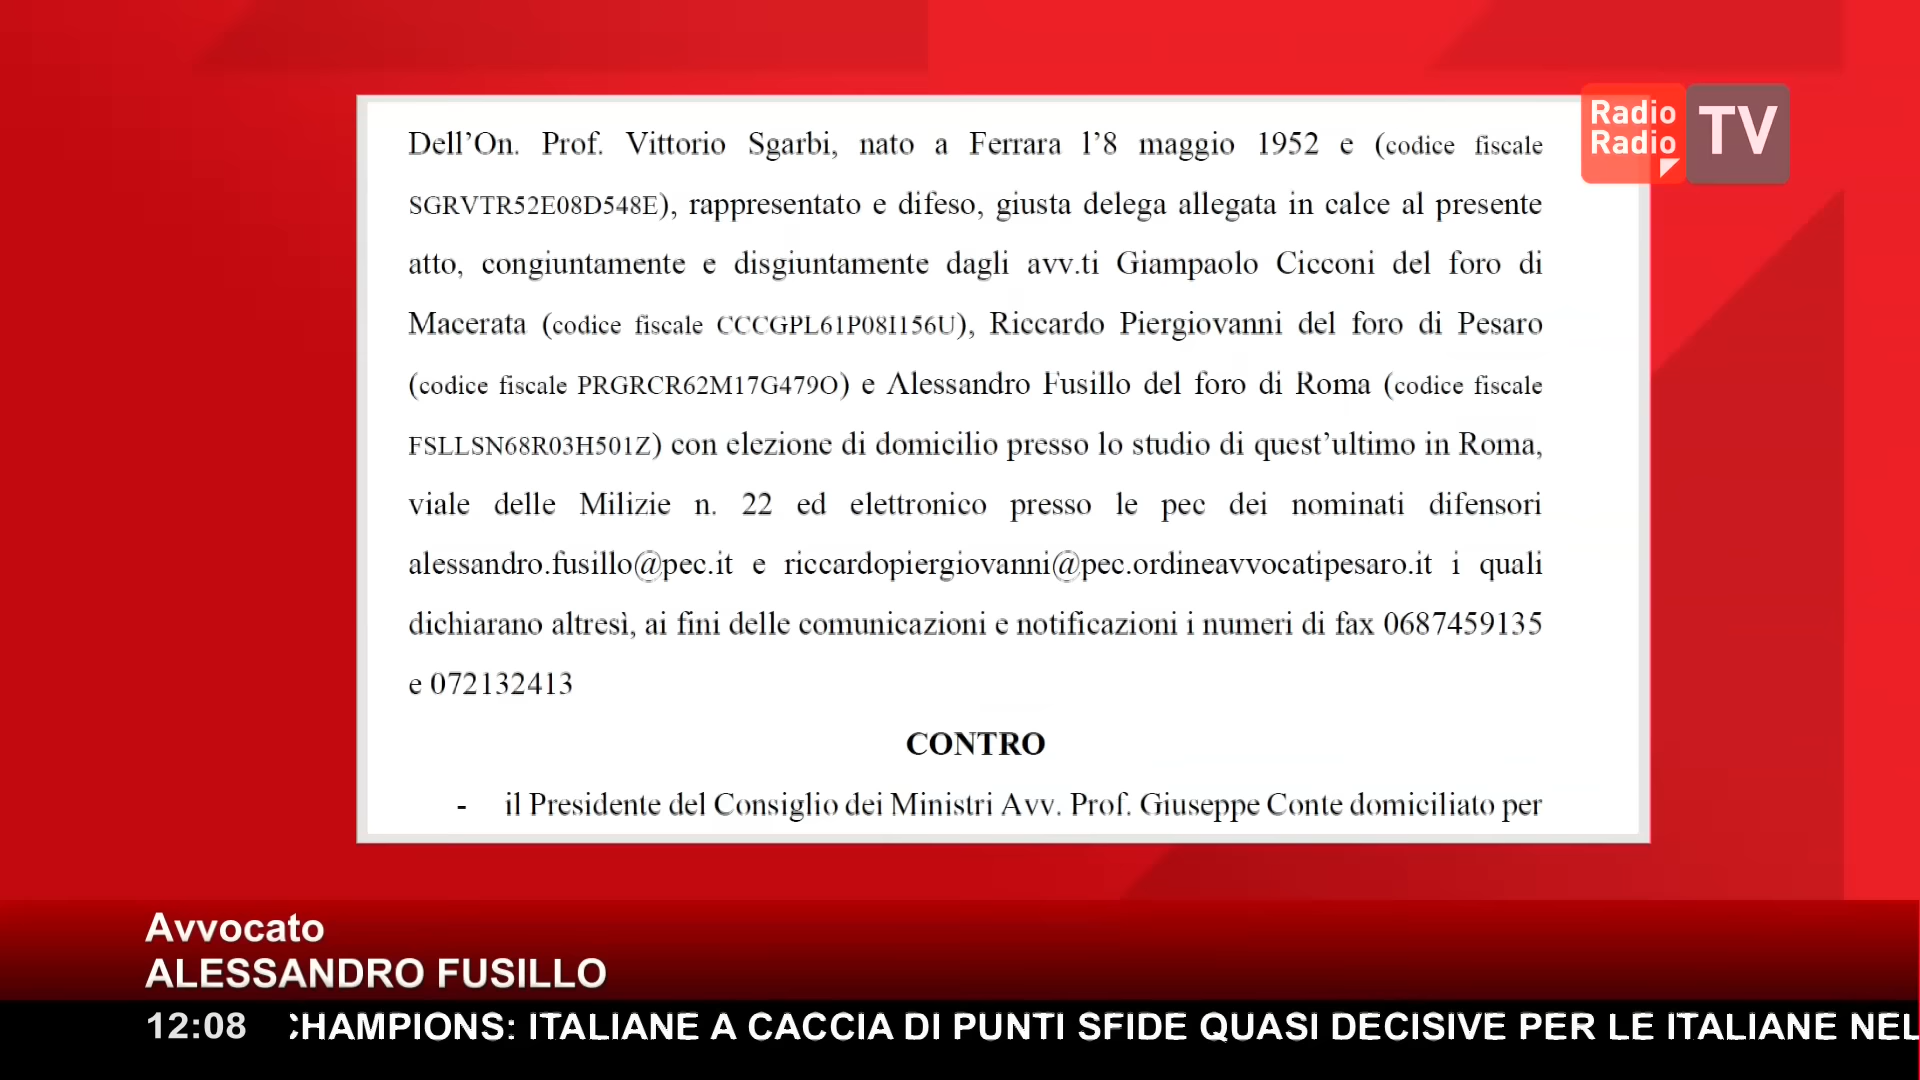 Dell’On. Prof. Vittorio Sgarbi, nato a Ferrara l’8 maggio 1952 e (codice fiscale
SGRVTR52E08D548E), rappresentato e difeso, giusta delega allegata in calce al presente
atto, congiuntamente e disgiuntamente dagli avv.ti Giampaolo Cicconi del foro di
Macerata (codice fiscale CCCGPL61P08I156U), Riccardo Piergiovanni del foro di Pesaro
(codice fiscale PRGRCR62M17G479O) e Alessandro Fusillo del foro di Roma (codice fiscale
FSLLSN68R03H501Z) con elezione di domicilio presso lo studio di quest’ultimo in Roma,
viale delle Milizie n. 22 ed elettronico presso le pec dei nominati difensori
alessandro.fusillo@pec.it e riccardopiergiovanni@pec.ordineavvocatipesaro.it i quali
dichiarano altresì, ai fini delle comunicazioni e notificazioni i numeri di fax 0687459135
e 072132413
CONTRO
- il Presidente del Consiglio dei Ministri Avv. Prof. Giuseppe Conte domiciliato per
Radio
Radio
TV
Avvocato
ALESSANDRO FUSILLO
12:08 CHAMPIONS: ITALIANE A CACCIA DI PUNTI SFIDE QUASI DECISIVE PER LE ITALIANE NEL